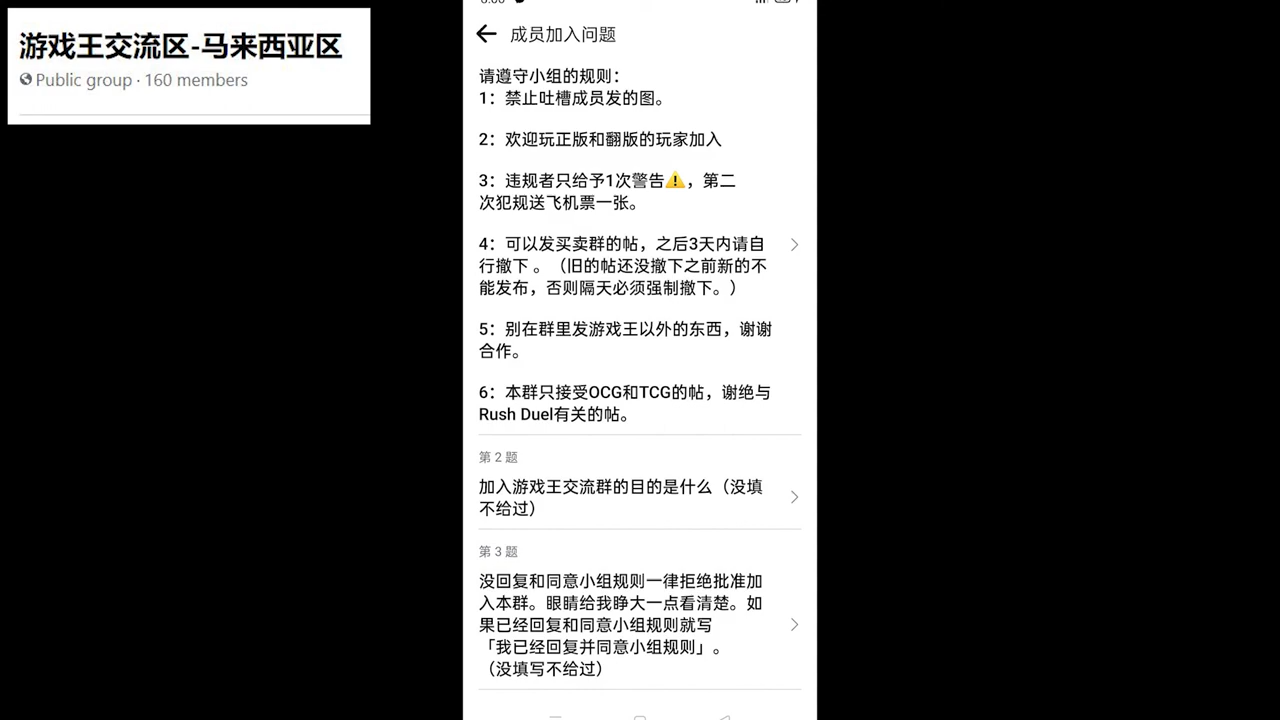 游戏王交流区-马来西亚区
Public group · 160 members
成员加入问题
请遵守小组的规则：
1：禁止吐槽成员发的图。
2：欢迎玩正版和翻版的玩家加入
3：违规者只给予1次警告⚠️，第二
次犯规送飞机票一张。
4：可以发买卖群的帖，之后3天内请自
行撤下 。（旧的帖还没撤下之前新的不
能发布，否则隔天必须强制撤下。）
5：别在群里发游戏王以外的东西，谢谢
合作。
6：本群只接受OCG和TCG的帖，谢绝与
Rush Duel有关的帖。
第 2 题
加入游戏王交流群的目的是什么（没填
不给过）
第 3 题
没回复和同意小组规则一律拒绝批准加
入本群。眼睛给我睁大一点看清楚。如
果已经回复和同意小组规则就写
「我已经回复并同意小组规则」。
（没填写不给过）